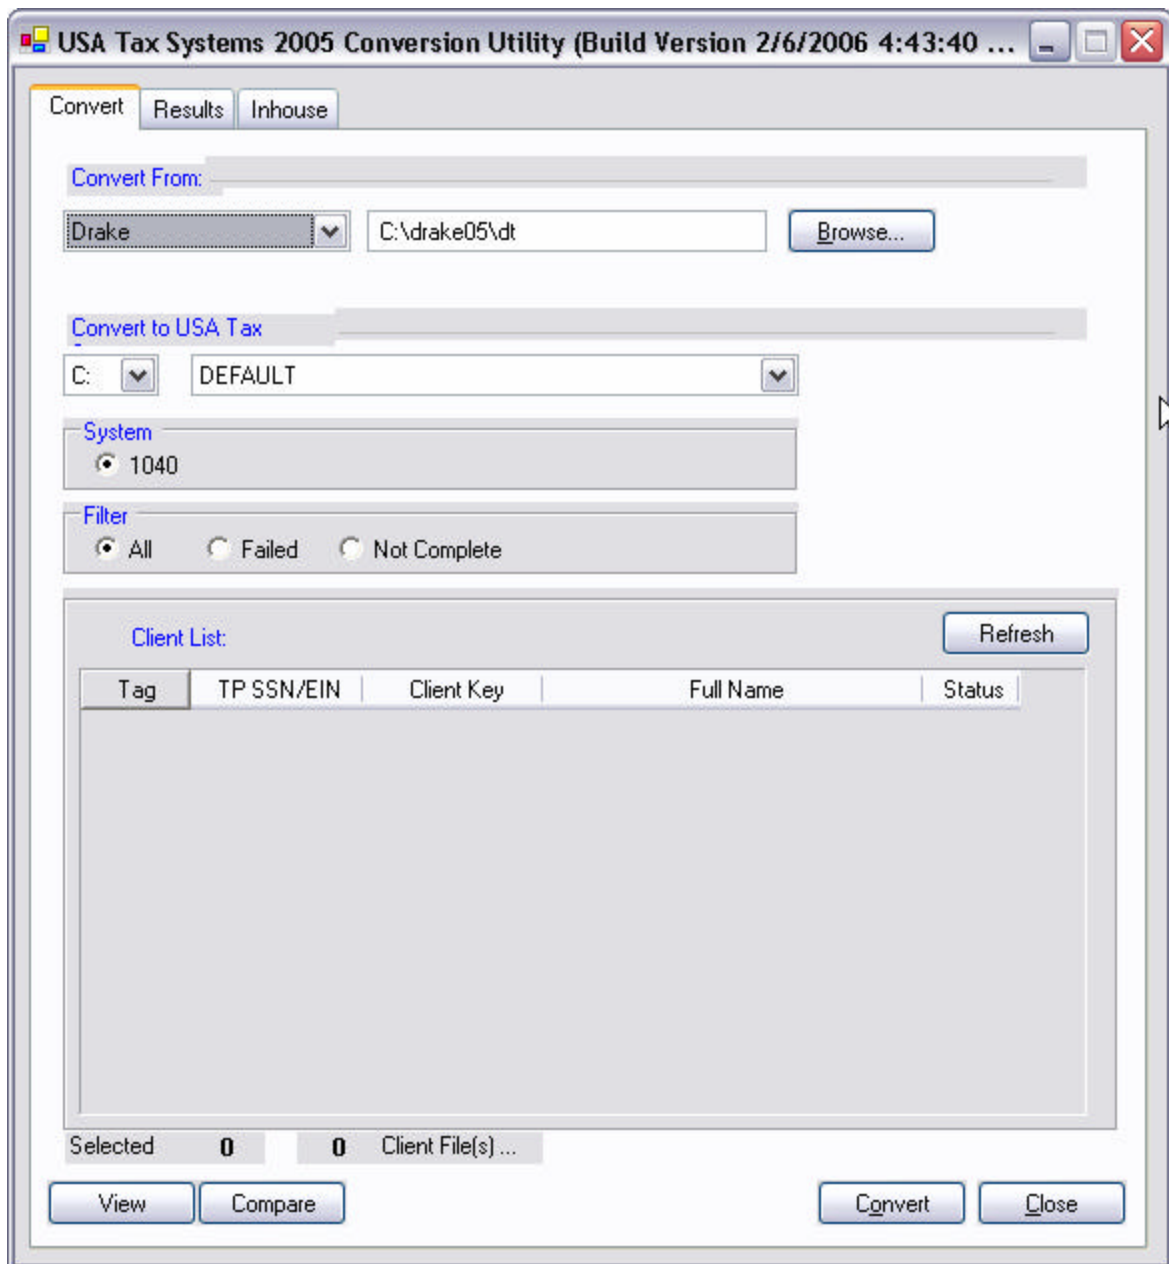 USA Tax Systems 2005 Conversion Utility (Build Version 2/6/2006 4:43:40 ...
Convert Results Inhouse
Convert From:
Drake C:\drake05\dt Browse...
Convert to USA Tax
C: DEFAULT
System
1040
Filter
All Failed Not Complete
Client List: Refresh
Tag TP SSN/EIN Client Key Full Name Status
Selected 0 0 Client File(s) ...
View Compare Convert Close